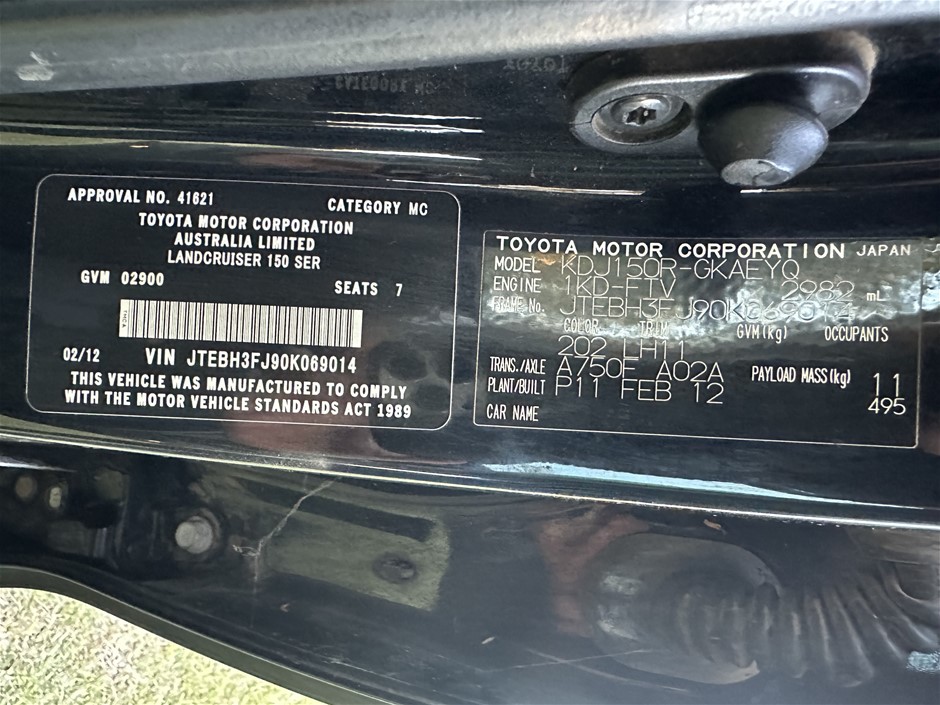 APPROVAL NO. 41621
CATEGORY MC
TOYOTA MOTOR CORPORATION
AUSTRALIA LIMITED
LANDCRUISER 150 SER
GVM 02900
SEATS 7
02/12 VIN JTEBH3FJ90K069014
THIS VEHICLE WAS MANUFACTURED TO COMPLY
WITH THE MOTOR VEHICLE STANDARDS ACT 1989
TOYOTA MOTOR CORPORATION JAPAN
MODEL KDJ150R-GKAEYQ
ENGINE 1KD-FTV 2982 mL
FRAME No. JTEBH3FJ90K069014
COLOR TRIM GVM(kg) OCCUPANTS
202 LH11
TRANS./AXLE A750F A02A PAYLOAD MASS(kg) 11
PLANT/BUILT P11 FEB 12 495
CAR NAME